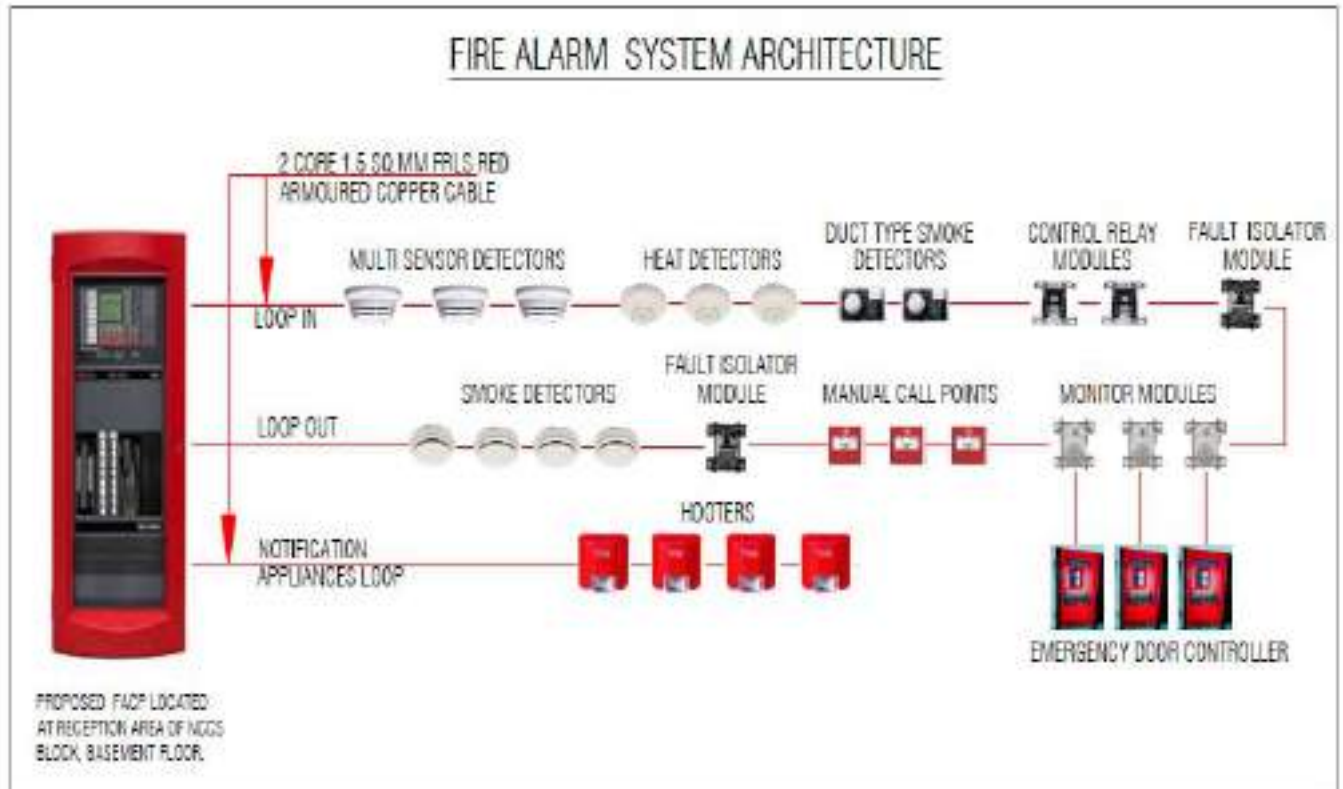 FIRE ALARM SYSTEM ARCHITECTURE
2 CORE 1.5 SQ MM FRLS RED
ARMOURED COPPER CABLE
MULTI SENSOR DETECTORS
HEAT DETECTORS
DUCT TYPE SMOKE
DETECTORS
CONTROL RELAY
MODULES
FAULT ISOLATOR
MODULE
LOOP IN
SMOKE DETECTORS
FAULT ISOLATOR
MODULE
MANUAL CALL POINTS
MONITOR MODULES
LOOP OUT
HOOTERS
NOTIFICATION
APPLIANCES LOOP
EMERGENCY DOOR CONTROLLER
PROPOSED FACP LOCATED
AT RECEPTION AREA OF NCCS
BLOCK, BASEMENT FLOOR.